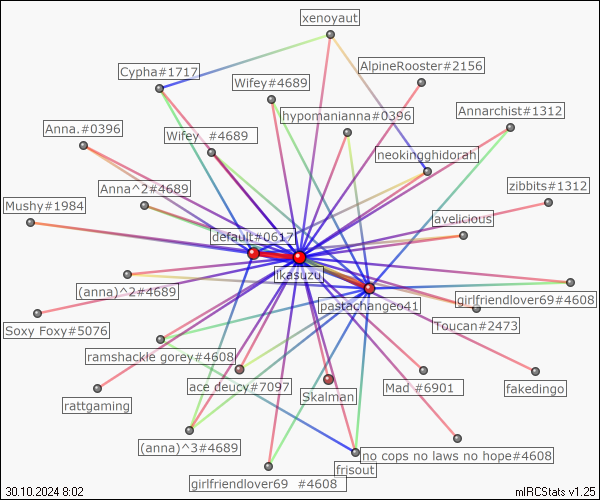 xenoyaut
AlpineRooster#2156
Cypha#1717
Wifey#4689
Annarchist#1312
hypomanianna#0396
Anna.#0396
Wifey  #4689
neokingghidorah
Anna^2#4689
zibbits#1312
Mushy#1984
avelicious
default#0617
ikasuzu
(anna)^2#4689
girlfriendlover69#4608
pastachangeo41
Soxy Foxy#5076
Toucan#2473
ramshackle gorey#4608
ace deucy#7097
Mad #6901
fakedingo
Skalman
rattgaming
(anna)^3#4689
no cops no laws no hope#4608
frisout
girlfriendlover69  #4608
30.10.2024 8:02
mIRCStats v1.25